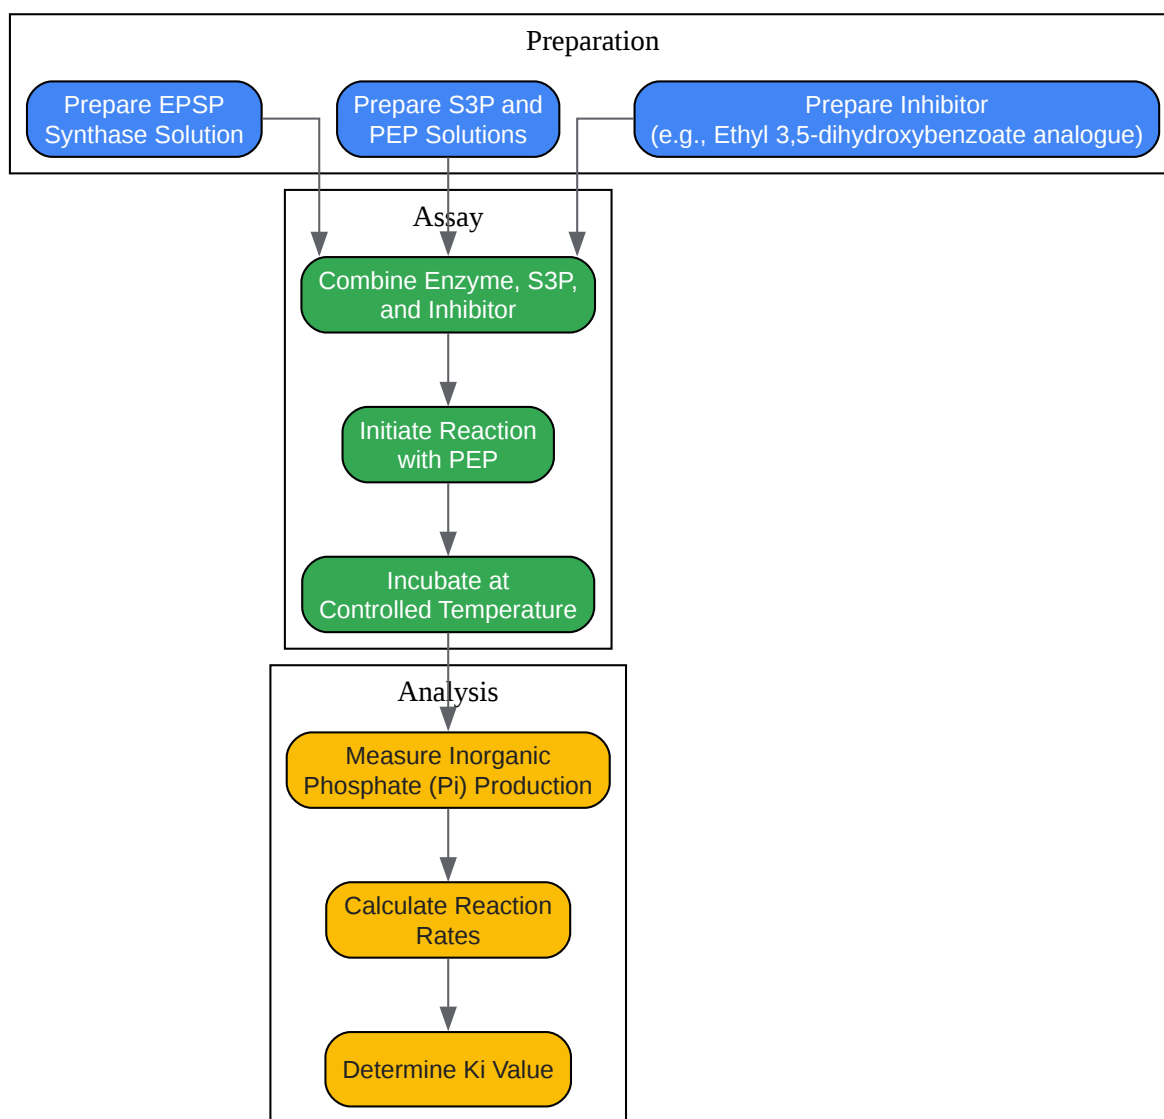 Preparation
Prepare EPSP
Synthase Solution
Prepare S3P and
PEP Solutions
Prepare Inhibitor
(e.g., Ethyl 3,5-dihydroxybenzoate analogue)
Assay
Combine Enzyme, S3P,
and Inhibitor
Initiate Reaction
with PEP
Incubate at
Controlled Temperature
Analysis
Measure Inorganic
Phosphate (Pi) Production
Calculate Reaction
Rates
Determine Ki Value